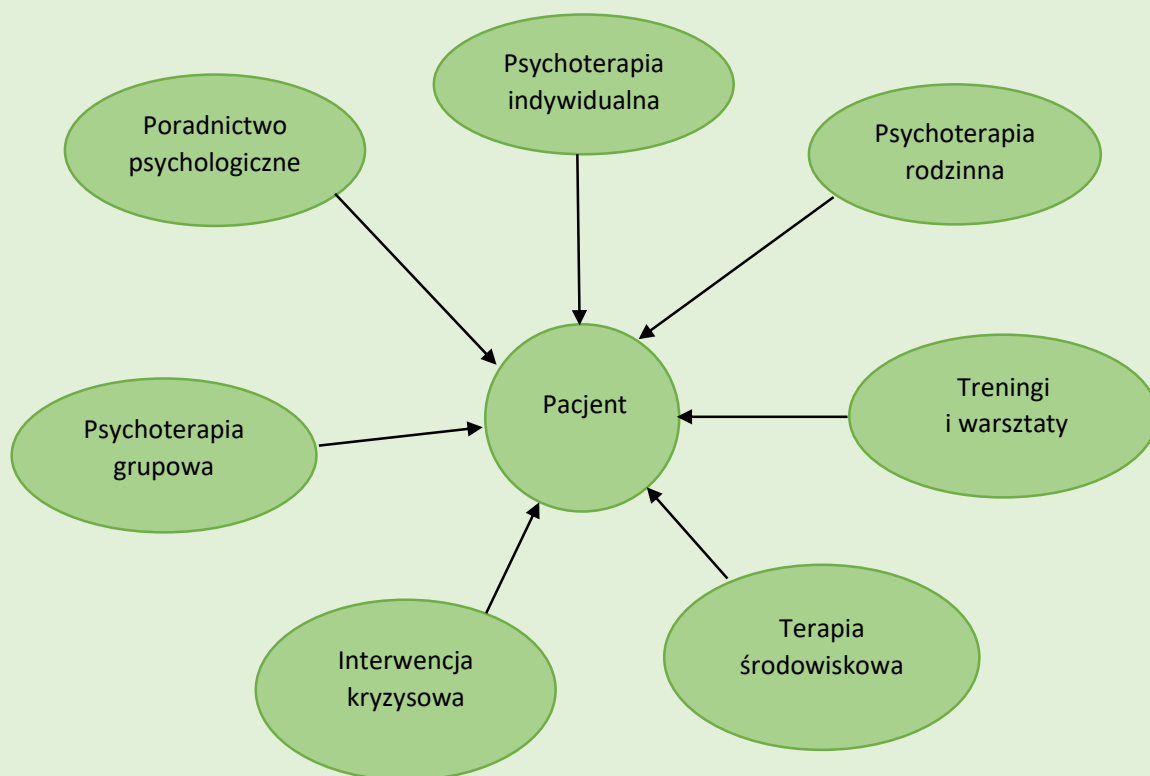 Psychoterapia
indywidualna
Poradnictwo
psychologiczne
Psychoterapia
rodzinna
Pacjent
Treningi
i warsztaty
Psychoterapia
grupowa
Terapia
środowiskowa
Interwencja
kryzysowa